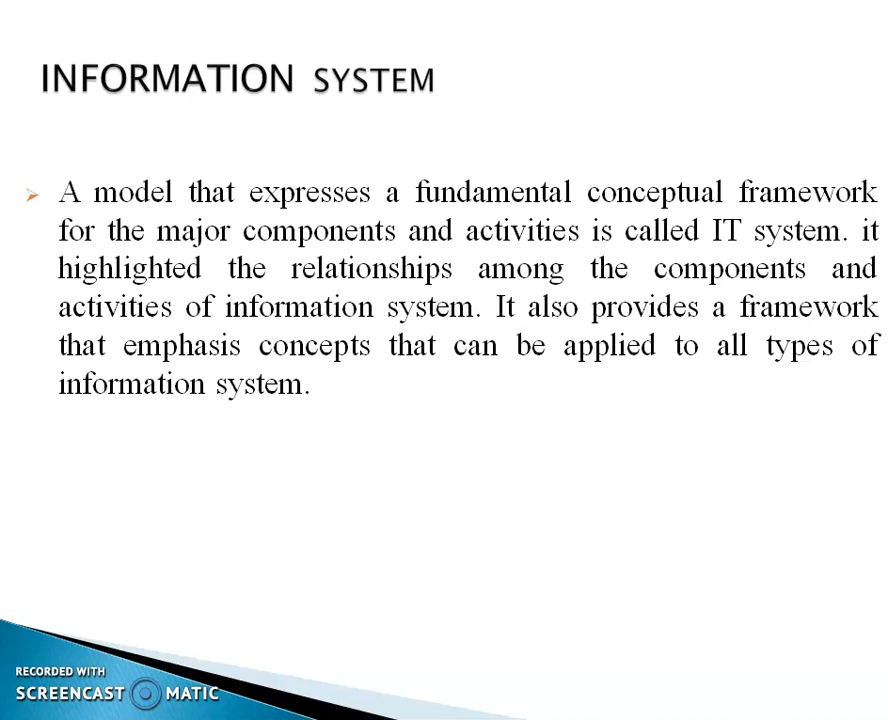 INFORMATION SYSTEM
A model that expresses a fundamental conceptual framework
for the major components and activities is called IT system. it
highlighted the relationships among the components and
activities of information system. It also provides a framework
that emphasis concepts that can be applied to all types of
information system.
RECORDED WITH
SCREENCAST MATIC